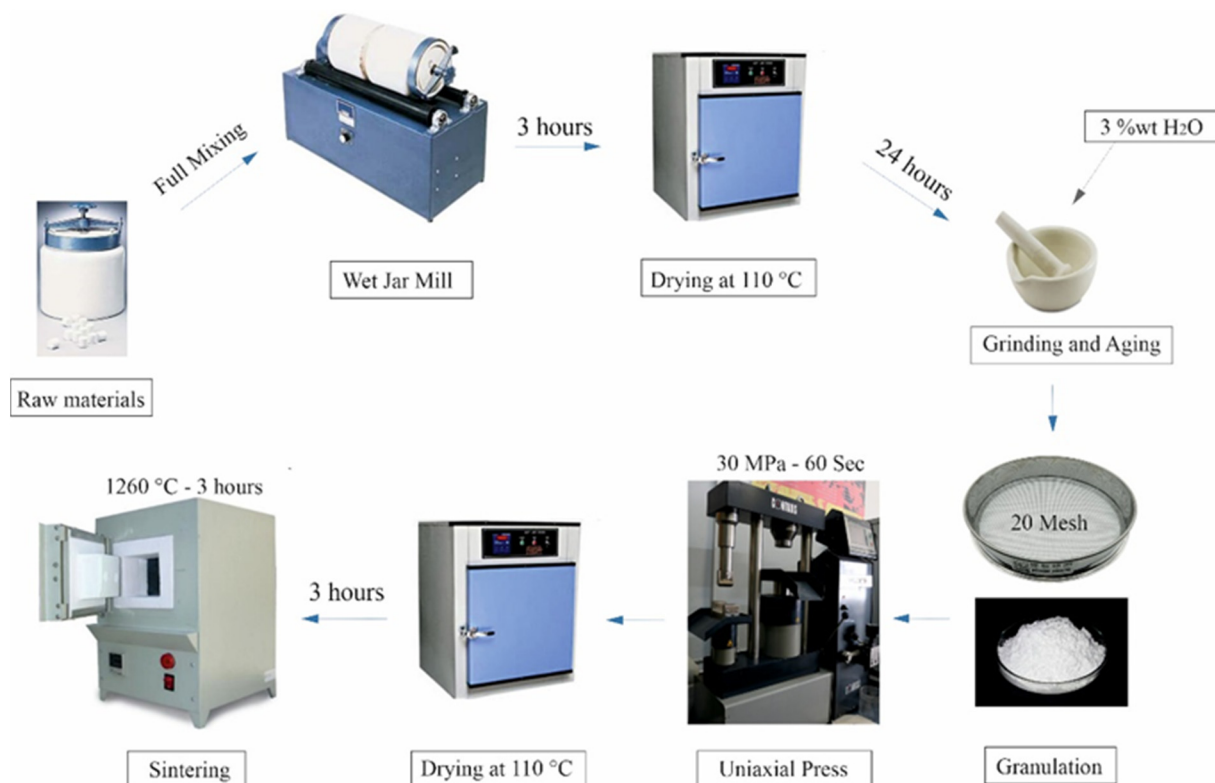 Full Mixing
3 hours
24 hours
3 %wt H₂O
Wet Jar Mill
Drying at 110 °C
Grinding and Aging
Raw materials
20 Mesh
Granulation
30 MPa - 60 Sec
Uniaxial Press
Drying at 110 °C
3 hours
1260 °C - 3 hours
Sintering